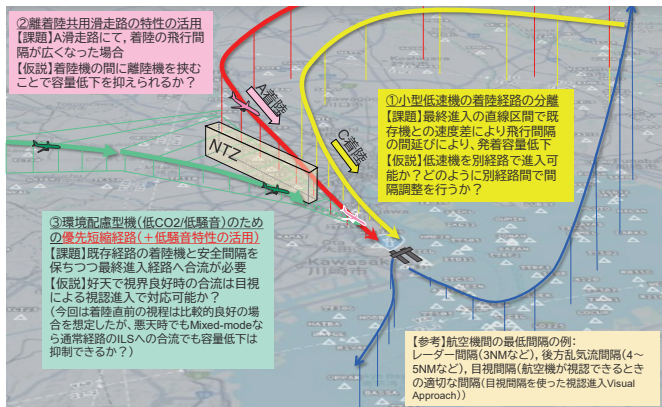 ②離着陸共用滑走路の特性の活用
【課題】A滑走路にて，着陸の飛行間
隔が広くなった場合
【仮説】着陸機の間に離陸機を挟む
ことで容量低下を抑えられるか？
A着陸
C着陸
NTZ
①小型低速機の着陸経路の分離
【課題】最終進入の直線区間で既
存機との速度差により飛行間隔
の間延びにより、発着容量低下
【仮説】低速機を別経路で進入可
能か？どのように別経路間で間
隔調整を行うか？
③環境配慮型機（低CO2/低騒音）のため
の優先短縮経路（＋低騒音特性の活用）
【課題】既存経路の着陸機と安全間隔を
保ちつつ最終進入経路へ合流が必要
【仮説】好天で視界良好時の合流は目視
による視認進入で対応可能か？
（今回は着陸直前の視程は比較的良好の場
合を想定したが、悪天時でもMixed-modeな
ら通常経路のILSへの合流でも容量低下は
抑制できるか？）
Kawasaki
川崎市
【参考】航空機間の最低間隔の例：
レーダー間隔（3NMなど），後方乱気流間隔（4～
5NMなど），目視間隔（航空機が視認できるとき
の適切な間隔（目視間隔を使った視認進入Visual
Approach））